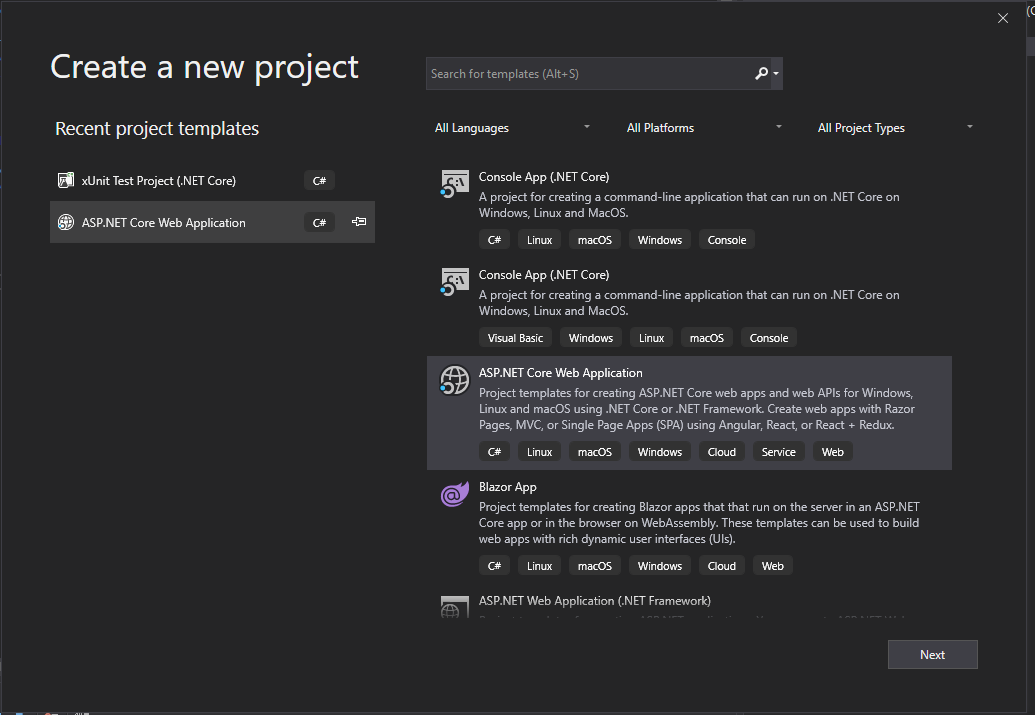 Create a new project
Search for templates (Alt+S)
Recent project templates
All Languages
All Platforms
All Project Types
xUnit Test Project (.NET Core)
C#
ASP.NET Core Web Application
C#
Console App (.NET Core)
A project for creating a command-line application that can run on .NET Core on
Windows, Linux and MacOS.
C# Linux macOS Windows Console
Console App (.NET Core)
A project for creating a command-line application that can run on .NET Core on
Windows, Linux and MacOS.
Visual Basic Windows Linux macOS Console
ASP.NET Core Web Application
Project templates for creating ASP.NET Core web apps and web APIs for Windows,
Linux and macOS using .NET Core or .NET Framework. Create web apps with Razor
Pages, MVC, or Single Page Apps (SPA) using Angular, React, or React + Redux.
C# Linux macOS Windows Cloud Service Web
Blazor App
Project templates for creating Blazor apps that that run on the server in an ASP.NET
Core app or in the browser on WebAssembly. These templates can be used to build
web apps with rich dynamic user interfaces (UIs).
C# Linux macOS Windows Cloud Web
ASP.NET Web Application (.NET Framework)
Next